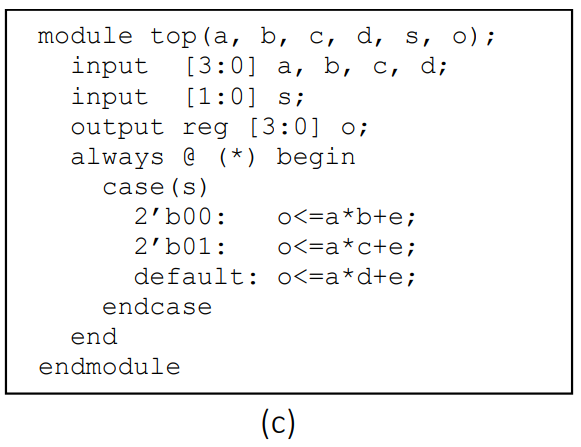 module top(a, b, c, d, s, o);
input [3:0] a, b, c, d;
input [1:0] s;
output reg [3:0] o;
always @ (*) begin
case(s)
2’b00: o<=a*b+e;
2’b01: o<=a*c+e;
default: o<=a*d+e;
endcase
end
endmodule
(c)